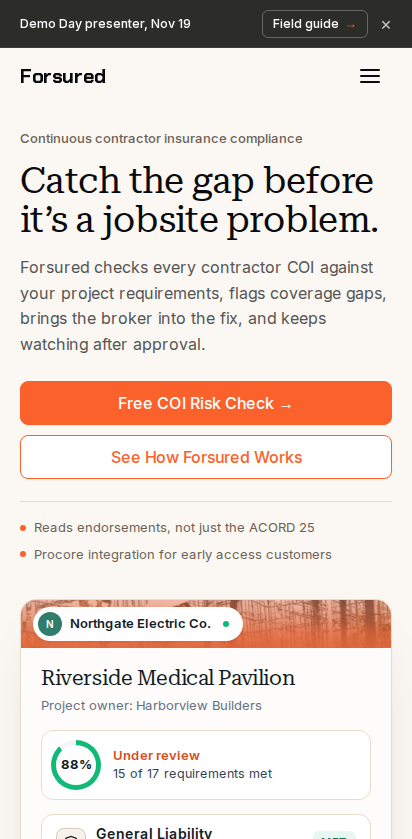 Demo Day presenter, Nov 19
Field guide →
×
Forsured
Continuous contractor insurance compliance
Catch the gap before
it’s a jobsite problem.
Forsured checks every contractor COI against
your project requirements, flags coverage gaps,
brings the broker into the fix, and keeps
watching after approval.
Free COI Risk Check →
See How Forsured Works
Reads endorsements, not just the ACORD 25
Procore integration for early access customers
N Northgate Electric Co.
Riverside Medical Pavilion
Project owner: Harborview Builders
88%
Under review
15 of 17 requirements met
General Liability